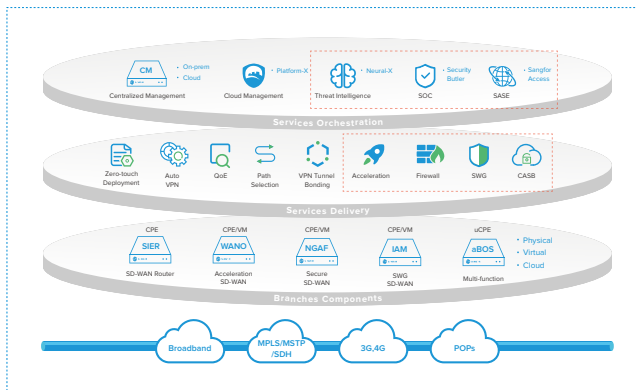 CM
• On-prem
• Cloud
Centralized Management
• Platform-X
Cloud Management
• Neural-X
Threat Intelligence
• Security
Butler
SOC
• Sangfor
Access
SASE
Services Orchestration
Zero-touch
Deployment
Auto
VPN
QoE
Path
Selection
VPN Tunnel
Bonding
Acceleration
Firewall
SWG
CASB
Services Delivery
CPE
SIER
SD-WAN Router
CPE/VM
WANO
Acceleration
SD-WAN
CPE/VM
NGAF
Secure
SD-WAN
CPE/VM
IAM
SWG
SD-WAN
uCPE
aBOS
Multi-function
• Physical
• Virtual
• Cloud
Branches Components
Broadband
MPLS/MSTP
/SDH
3G,4G
POPs